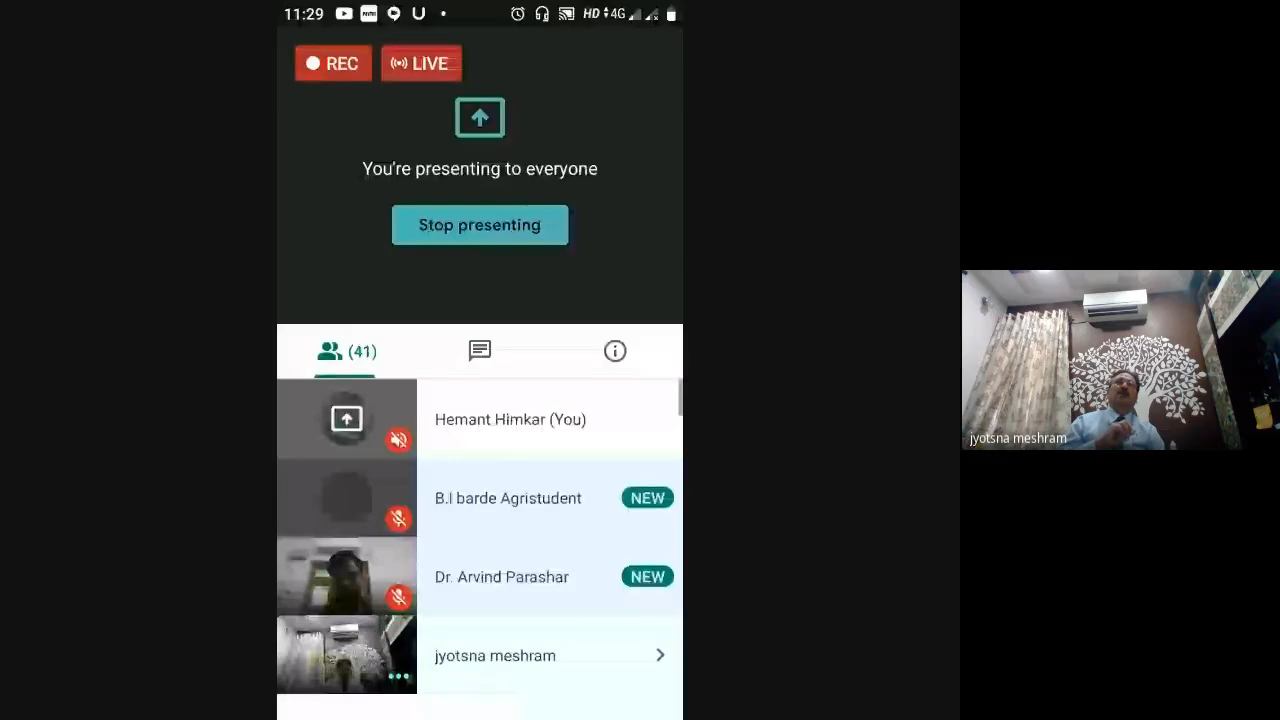 11:29
U
HD 4G
REC
LIVE
You're presenting to everyone
Stop presenting
(41)
Hemant Himkar (You)
B.l barde Agristudent
NEW
Dr. Arvind Parashar
NEW
jyotsna meshram
jyotsna meshram